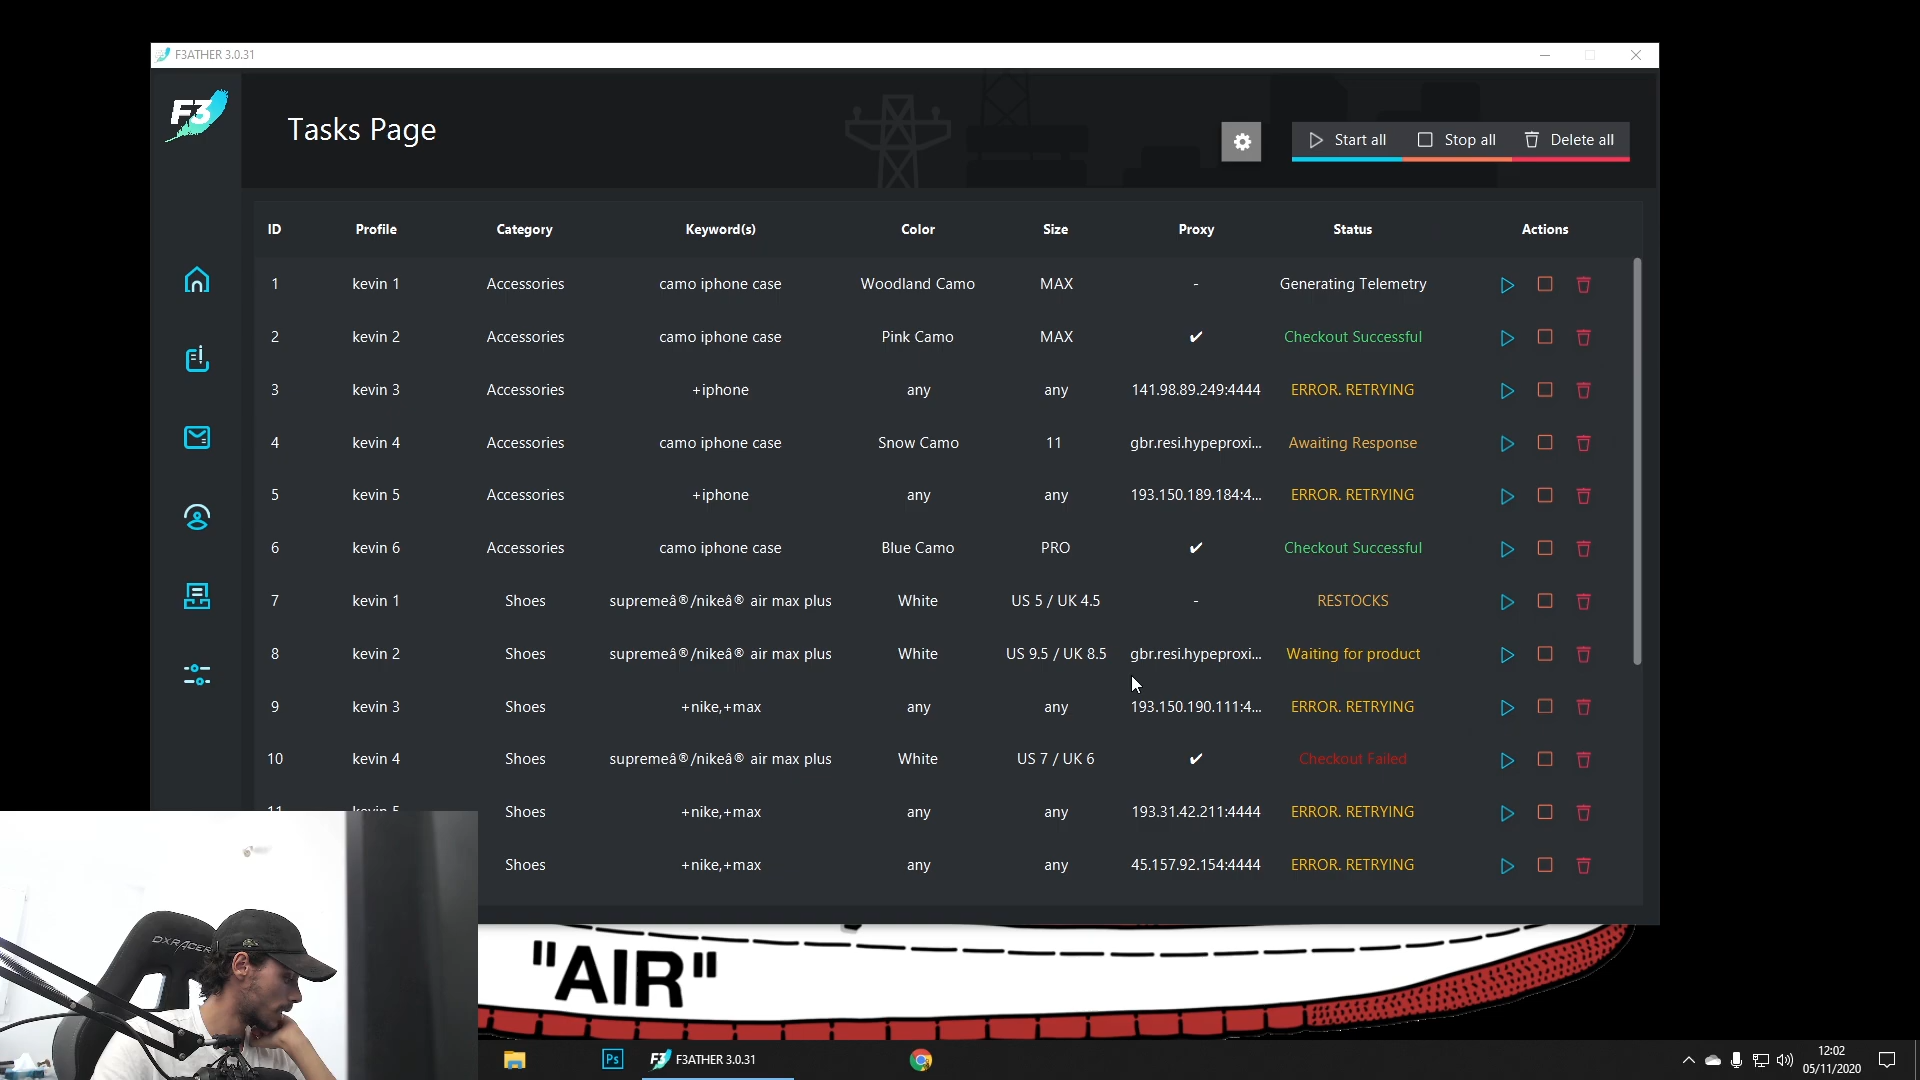 F3ATHER 3.0.31
F3
Tasks Page
Start all
Stop all
Delete all
ID Profile Category Keyword(s) Color Size Proxy Status Actions
1 kevin 1 Accessories camo iphone case Woodland Camo MAX - Generating Telemetry
2 kevin 2 Accessories camo iphone case Pink Camo MAX ✔ Checkout Successful
3 kevin 3 Accessories +iphone any any 141.98.89.249:4444 ERROR. RETRYING
4 kevin 4 Accessories camo iphone case Snow Camo 11 gbr.resi.hypeproxi... Awaiting Response
5 kevin 5 Accessories +iphone any any 193.150.189.184:4... ERROR. RETRYING
6 kevin 6 Accessories camo iphone case Blue Camo PRO ✔ Checkout Successful
7 kevin 1 Shoes supremeâ®/nikeâ® air max plus White US 5 / UK 4.5 - RESTOCKS
8 kevin 2 Shoes supremeâ®/nikeâ® air max plus White US 9.5 / UK 8.5 gbr.resi.hypeproxi... Waiting for product
9 kevin 3 Shoes +nike,+max any any 193.150.190.111:4... ERROR. RETRYING
10 kevin 4 Shoes supremeâ®/nikeâ® air max plus White US 7 / UK 6 ✔ Checkout Failed
11 kevin 5 Shoes +nike,+max any any 193.31.42.211:4444 ERROR. RETRYING
Shoes +nike,+max any any 45.157.92.154:4444 ERROR. RETRYING
DXRACER
"AIR"
Ps
F3 F3ATHER 3.0.31
12:02
05/11/2020